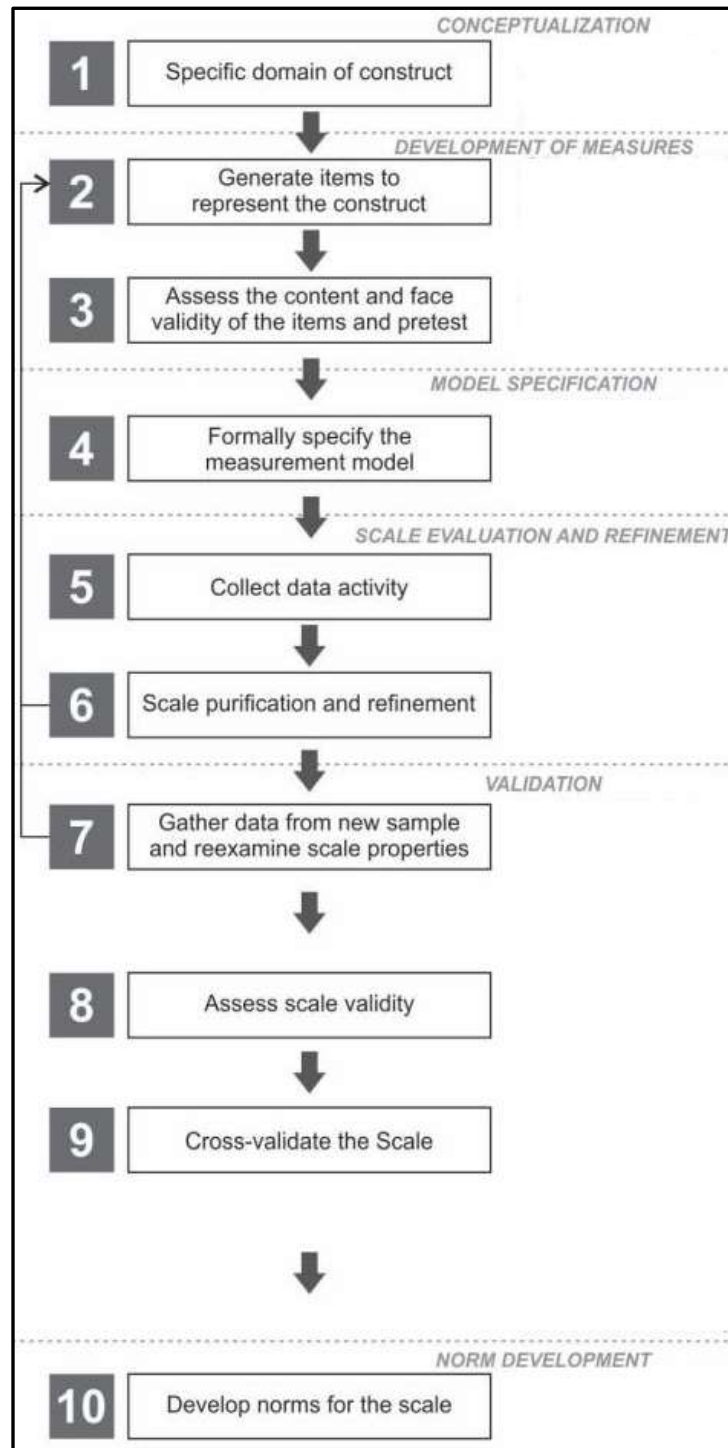 CONCEPTUALIZATION
1
Specific domain of construct
DEVELOPMENT OF MEASURES
2
Generate items to
represent the construct
3
Assess the content and face
validity of the items and pretest
MODEL SPECIFICATION
4
Formally specify the
measurement model
SCALE EVALUATION AND REFINEMENT
5
Collect data activity
6
Scale purification and refinement
VALIDATION
7
Gather data from new sample
and reexamine scale properties
8
Assess scale validity
9
Cross-validate the Scale
NORM DEVELOPMENT
10
Develop norms for the scale